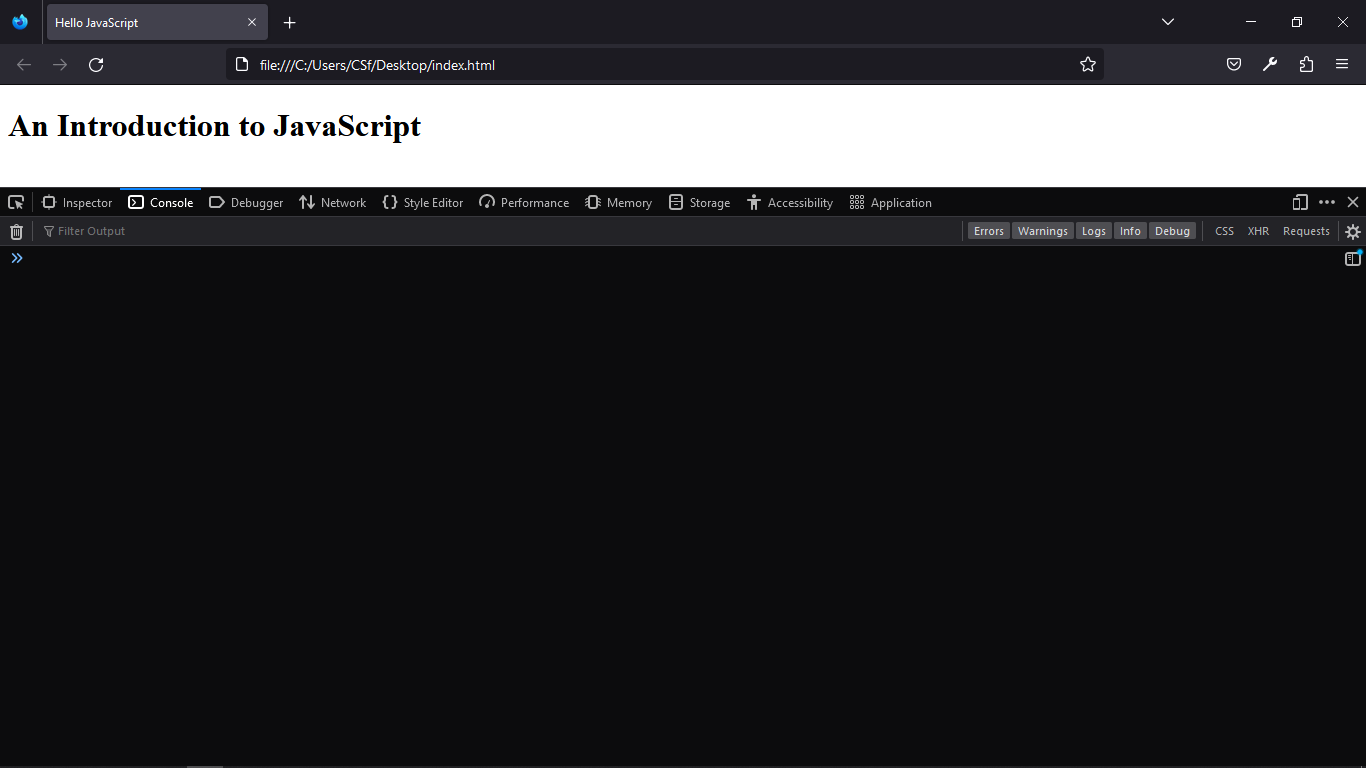 Hello JavaScript
file:///C:/Users/CSf/Desktop/index.html
An Introduction to JavaScript
Inspector Console Debugger Network Style Editor Performance Memory Storage Accessibility Application
Filter Output Errors Warnings Logs Info Debug CSS XHR Requests